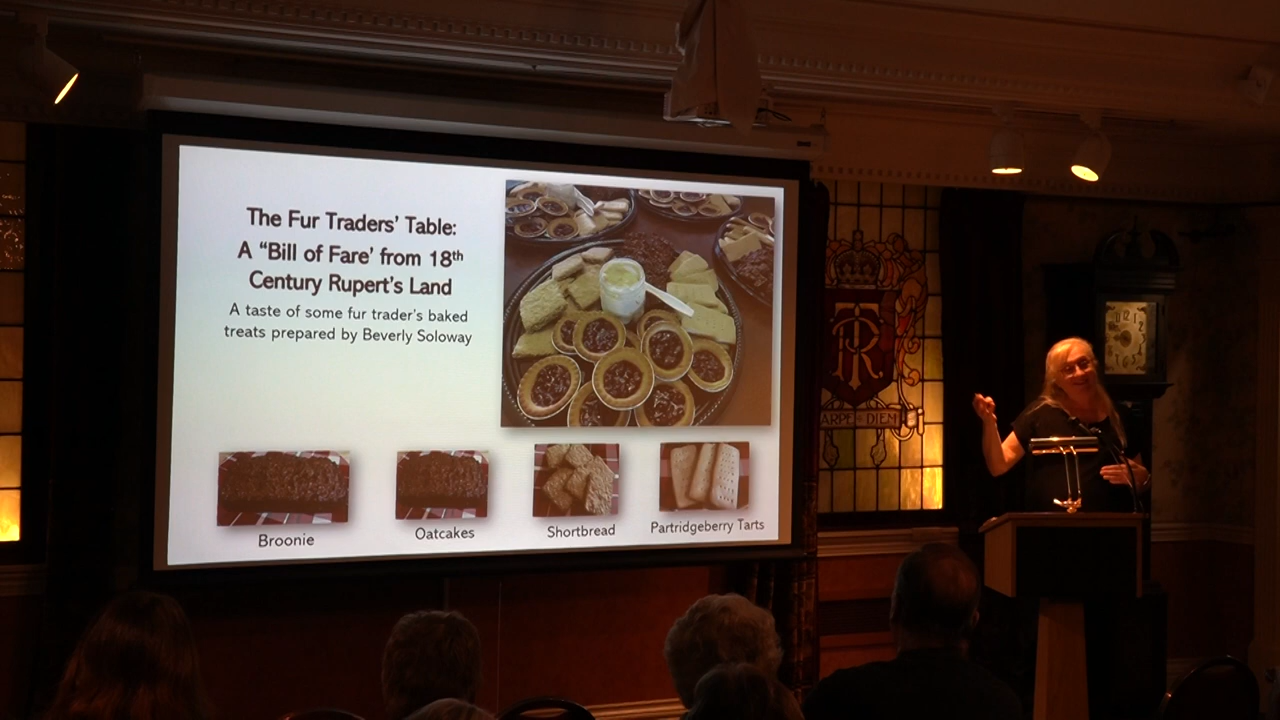 The Fur Traders' Table:
A "Bill of Fare' from 18th
Century Rupert's Land
A taste of some fur trader's baked
treats prepared by Beverly Soloway
Broonie
Oatcakes
Shortbread
Partridgeberry Tarts
ARPE DIEM